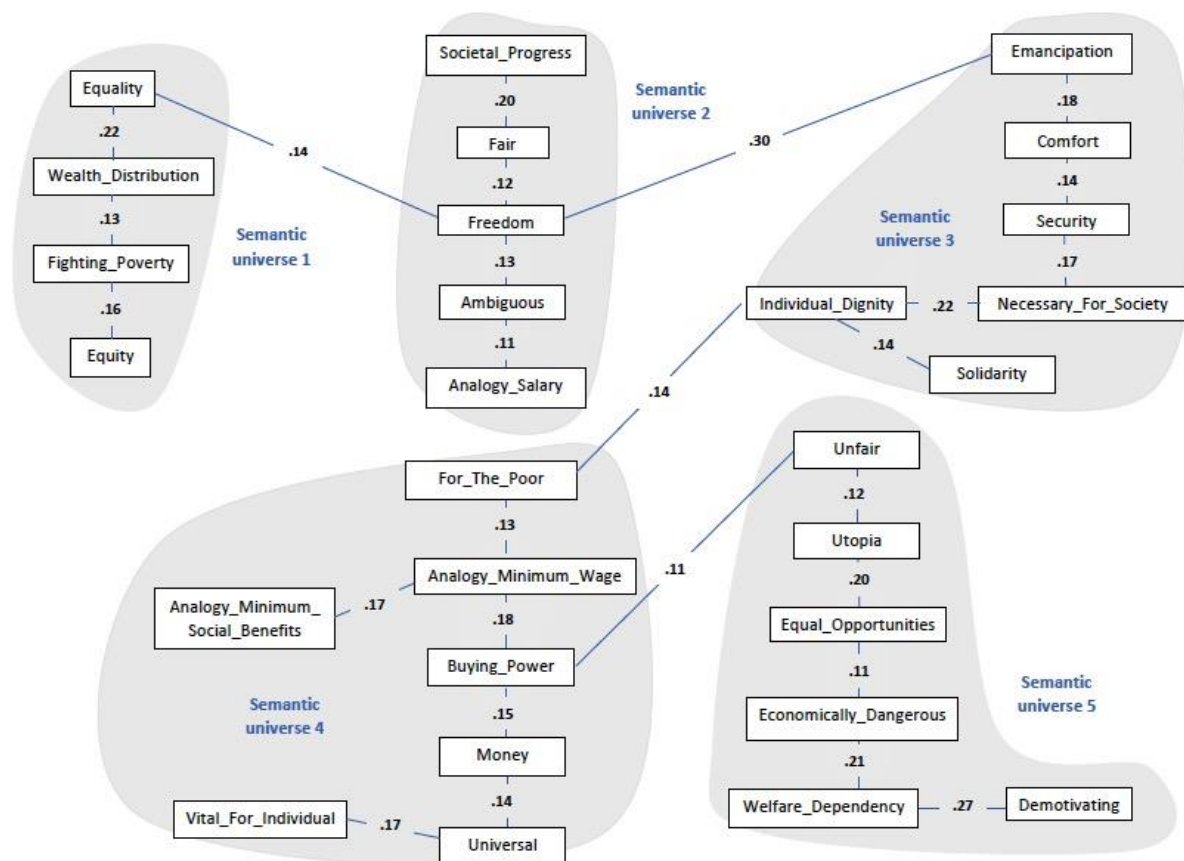 Equality
.22
Wealth_Distribution
.13
Fighting_Poverty
.16
Equity
Semantic
universe 1
.14
Societal_Progress
.20
Fair
.12
Freedom
.13
Ambiguous
.11
Analogy_Salary
Semantic
universe 2
.30
Emancipation
.18
Comfort
.14
Security
.17
Necessary_For_Society
.22
Individual_Dignity
.14
Solidarity
Semantic
universe 3
.14
For_The_Poor
.13
Analogy_Minimum_Wage
.17
Analogy_Minimum_
Social_Benefits
.18
Buying_Power
.15
Money
.14
Universal
.17
Vital_For_Individual
Semantic
universe 4
.11
Unfair
.12
Utopia
.20
Equal_Opportunities
.11
Economically_Dangerous
.21
Welfare_Dependency
.27
Demotivating
Semantic
universe 5